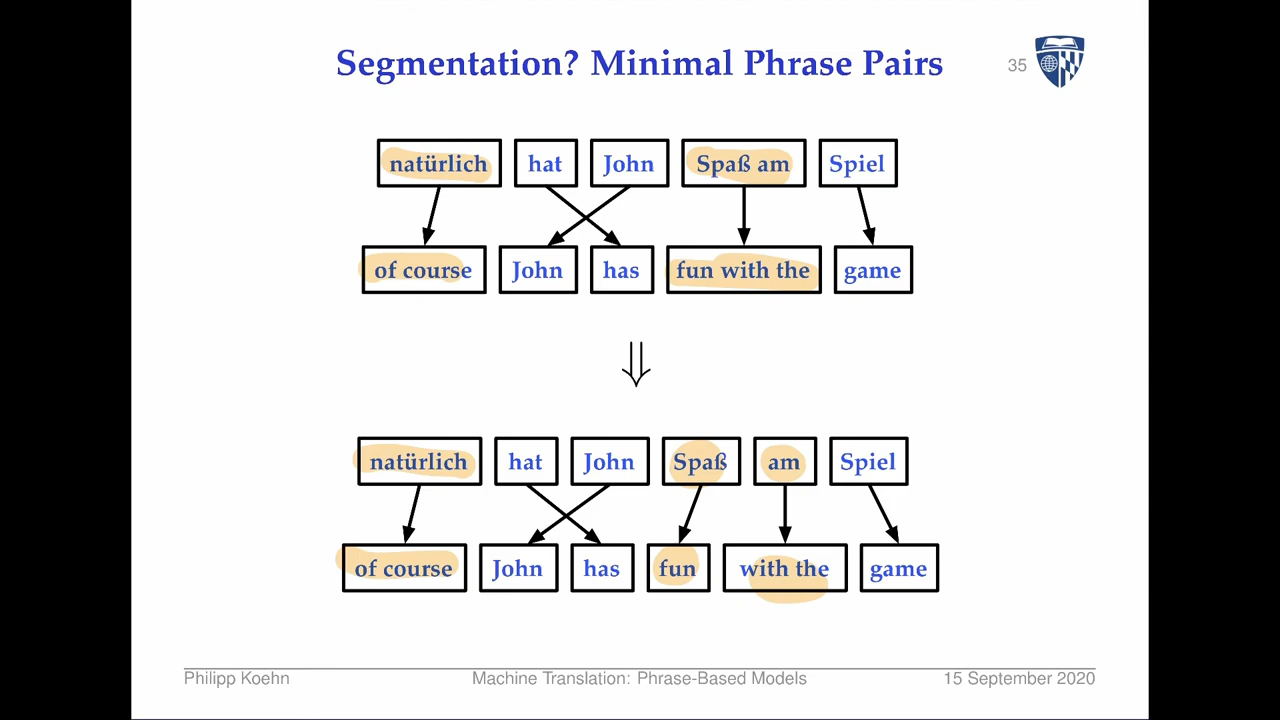 Segmentation? Minimal Phrase Pairs
35
natürlich hat John Spaß am Spiel
of course John has fun with the game
⇓
natürlich hat John Spaß am Spiel
of course John has fun with the game
Philipp Koehn Machine Translation: Phrase-Based Models 15 September 2020